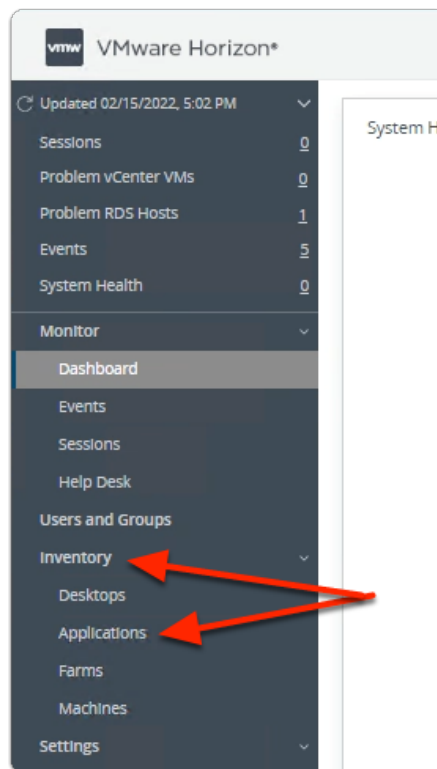 vmw VMware Horizon®
Updated 02/15/2022, 5:02 PM
Sessions 0
Problem vCenter VMs 0
Problem RDS Hosts 1
Events 5
System Health 0
Monitor
Dashboard
Events
Sessions
Help Desk
Users and Groups
Inventory
Desktops
Applications
Farms
Machines
Settings
System H